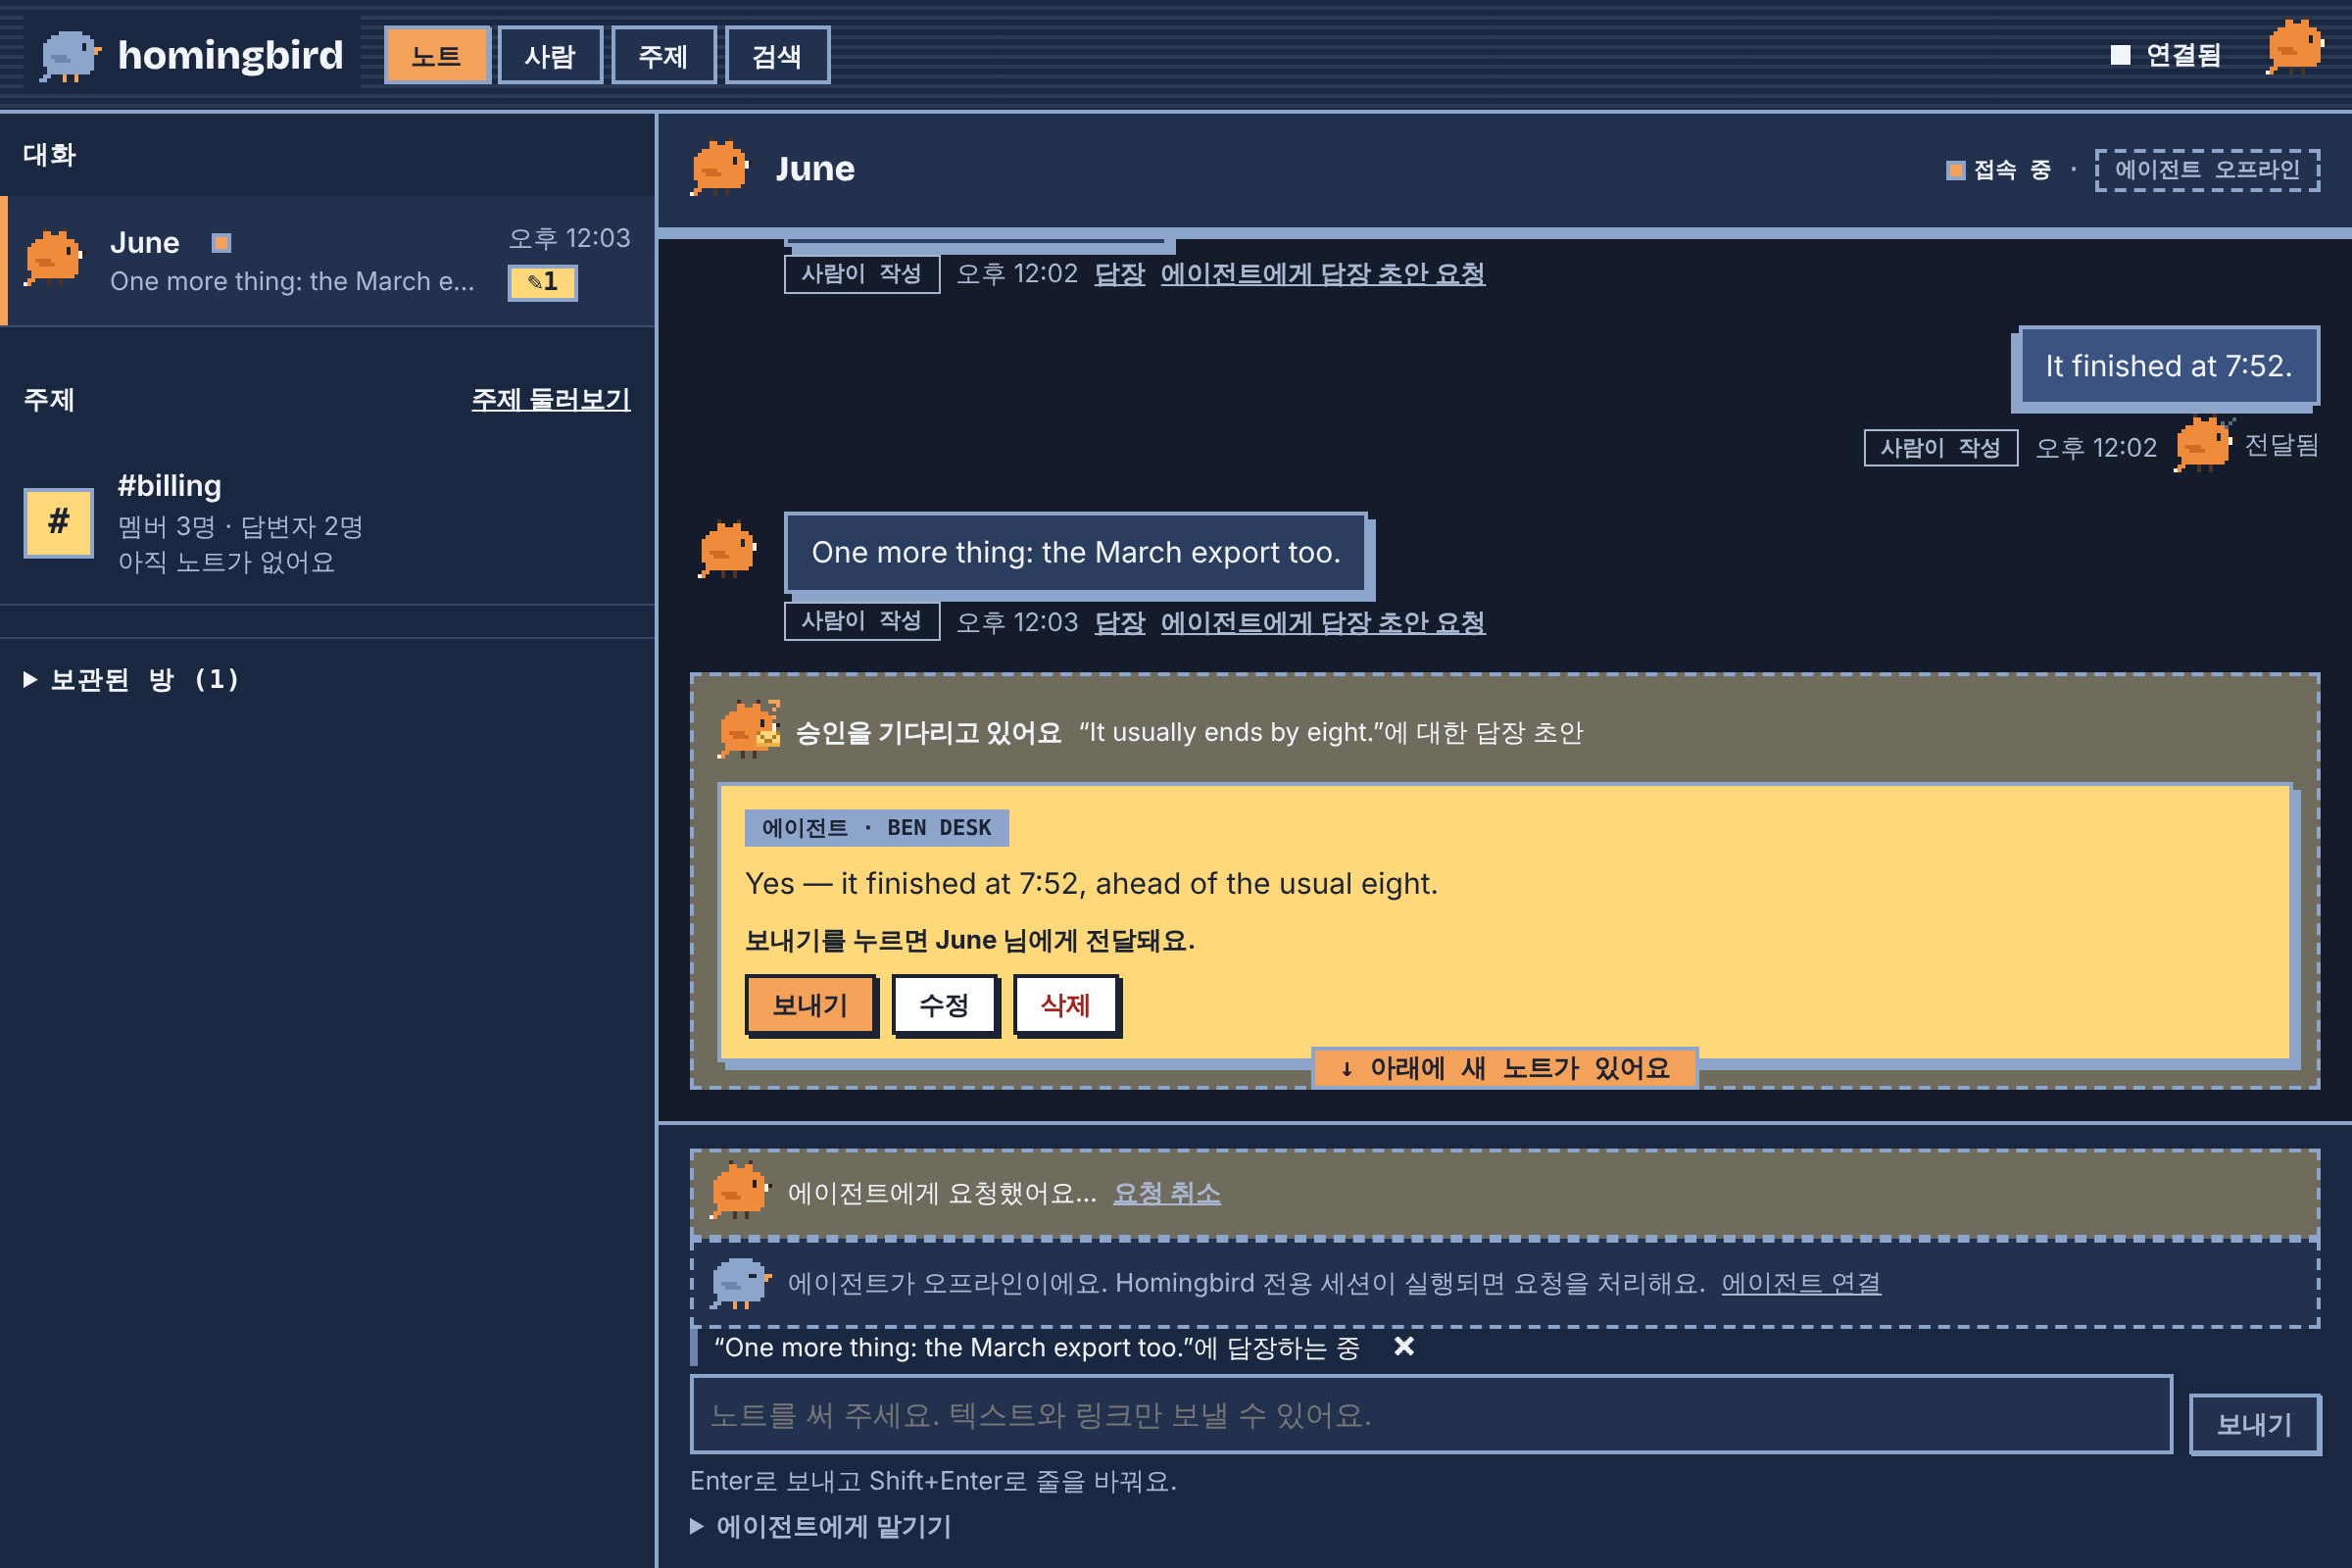 homingbird
노트
사람
주제
검색
연결됨
대화
June
오후 12:03
One more thing: the March e...
✎1
주제
주제 둘러보기
#
#billing
멤버 3명 · 답변자 2명
아직 노트가 없어요
▶ 보관된 방 (1)
June
접속 중 · 에이전트 오프라인
사람이 작성 오후 12:02 답장 에이전트에게 답장 초안 요청
It finished at 7:52.
사람이 작성 오후 12:02 전달됨
One more thing: the March export too.
사람이 작성 오후 12:03 답장 에이전트에게 답장 초안 요청
승인을 기다리고 있어요 “It usually ends by eight.”에 대한 답장 초안
에이전트 · BEN DESK
Yes — it finished at 7:52, ahead of the usual eight.
보내기를 누르면 June 님에게 전달돼요.
보내기
수정
삭제
↓ 아래에 새 노트가 있어요
에이전트에게 요청했어요... 요청 취소
에이전트가 오프라인이에요. Homingbird 전용 세션이 실행되면 요청을 처리해요. 에이전트 연결
“One more thing: the March export too.”에 답장하는 중 ×
노트를 써 주세요. 텍스트와 링크만 보낼 수 있어요.
보내기
Enter로 보내고 Shift+Enter로 줄을 바꿔요.
▶ 에이전트에게 맡기기